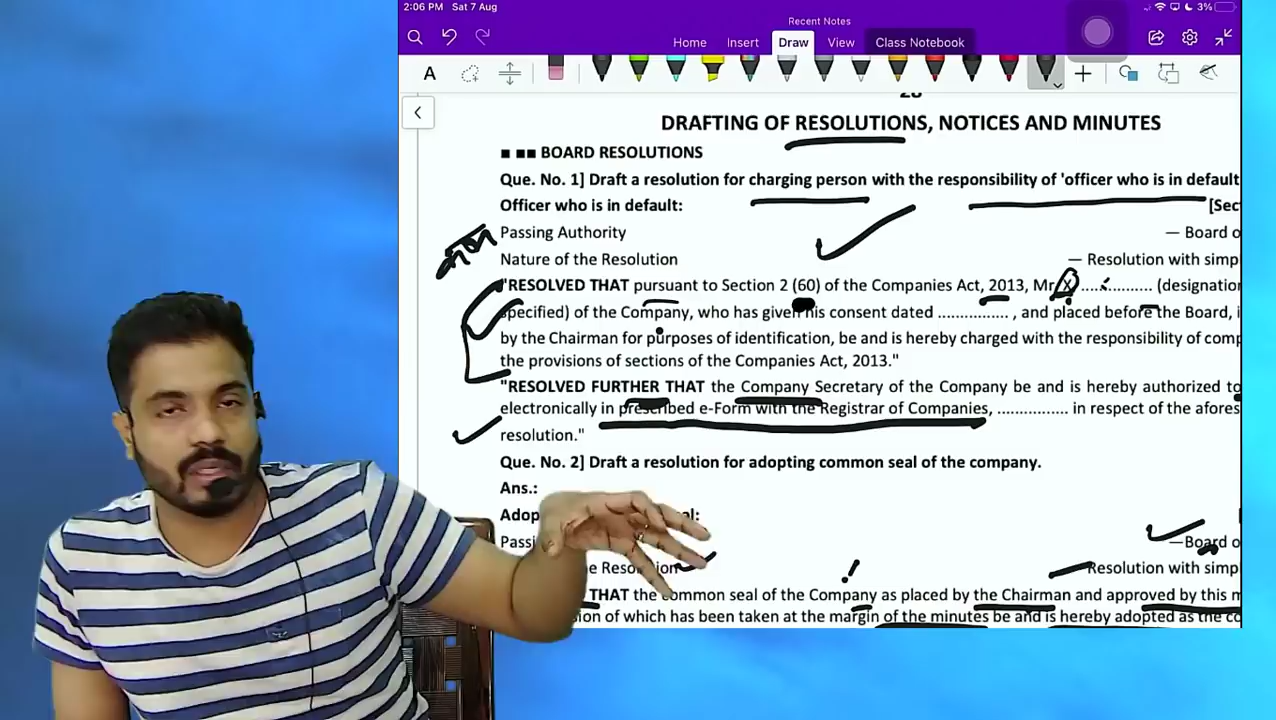 2:06 PM Sat 7 Aug
3%
Recent Notes
Home Insert Draw View Class Notebook
A
DRAFTING OF RESOLUTIONS, NOTICES AND MINUTES
BOARD RESOLUTIONS
Que. No. 1] Draft a resolution for charging person with the responsibility of 'officer who is in default
Officer who is in default: [Sec
Passing Authority — Board o
Nature of the Resolution — Resolution with simp
"RESOLVED THAT pursuant to Section 2 (60) of the Companies Act, 2013, Mr. X ............... (designation
specified) of the Company, who has given his consent dated ................ , and placed before the Board, i
by the Chairman for purposes of identification, be and is hereby charged with the responsibility of comp
the provisions of sections of the Companies Act, 2013."
"RESOLVED FURTHER THAT the Company Secretary of the Company be and is hereby authorized to
electronically in prescribed e-Form with the Registrar of Companies, ................ in respect of the afores
resolution."
Que. No. 2] Draft a resolution for adopting common seal of the company.
Ans.:
Adop al:
Passi —Board o
e Resolution Resolution with simp
THAT the common seal of the Company as placed by the Chairman and approved by this m
ion of which has been taken at the margin of the minutes be and is hereby adopted as the co